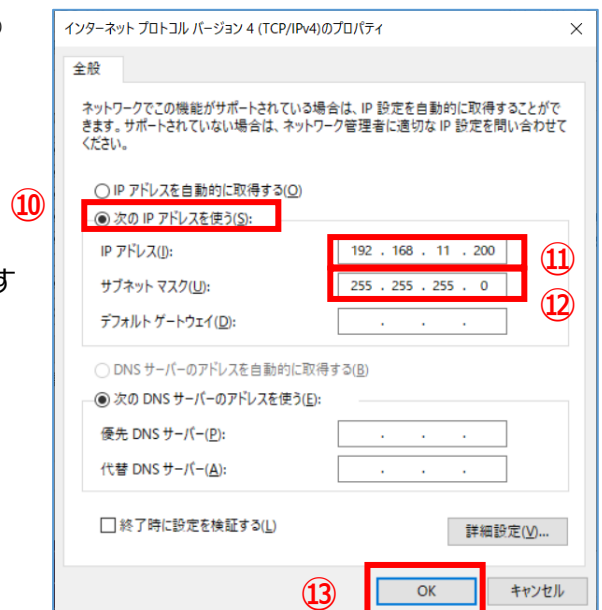 インターネット プロトコル バージョン 4 (TCP/IPv4)のプロパティ
全般
ネットワークでこの機能がサポートされている場合は、IP 設定を自動的に取得することがで
きます。サポートされていない場合は、ネットワーク管理者に適切な IP 設定を問い合わせて
ください。
IP アドレスを自動的に取得する(O)
⑩
次の IP アドレスを使う(S):
IP アドレス(I): 192 . 168 . 11 . 200 ⑪
す
サブネット マスク(U): 255 . 255 . 255 . 0 ⑫
デフォルト ゲートウェイ(D): . . .
DNS サーバーのアドレスを自動的に取得する(B)
次の DNS サーバーのアドレスを使う(E):
優先 DNS サーバー(P): . . .
代替 DNS サーバー(A): . . .
終了時に設定を検証する(L)
詳細設定(V)...
⑬ OK キャンセル